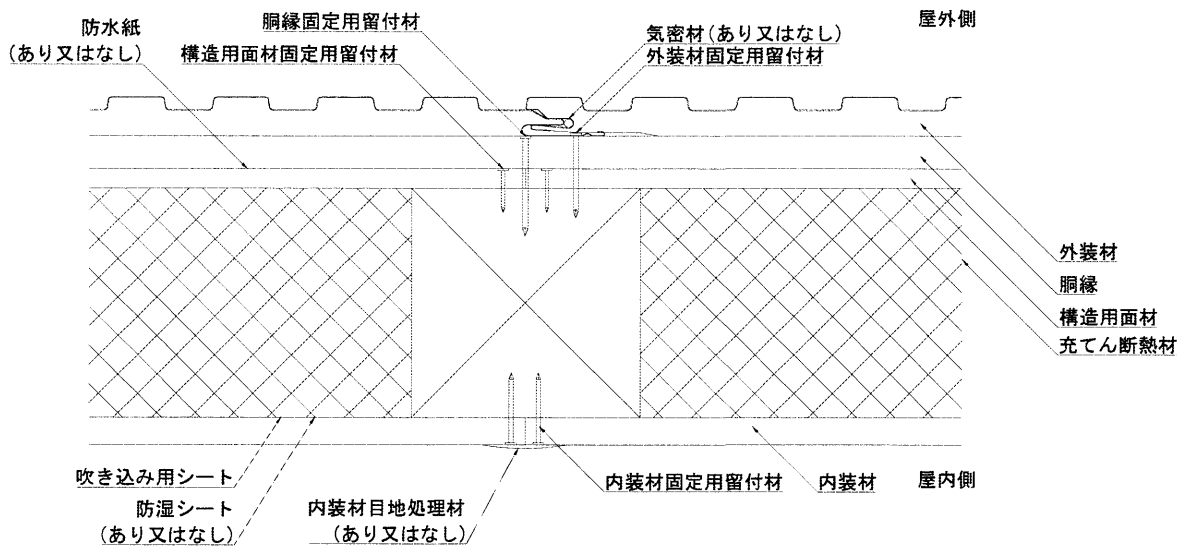 防水紙
(あり又はなし)
胴縁固定用留付材
構造用面材固定用留付材
気密材(あり又はなし)
外装材固定用留付材
屋外側
外装材
胴縁
構造用面材
充てん断熱材
吹き込み用シート
防湿シート
(あり又はなし)
内装材目地処理材
(あり又はなし)
内装材固定用留付材
内装材
屋内側